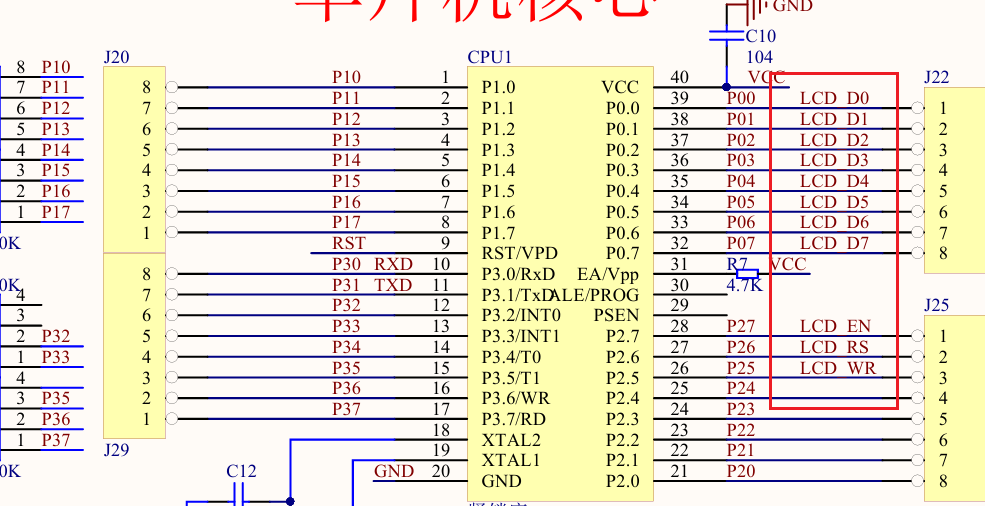 单片机核心
GND
C10
104
J20
CPU1
J22
8 P10
7 P11
6 P12
5 P13
4 P14
3 P15
2 P16
1 P17
0K
0K
4
3
2 P32
1 P33
4
3 P35
2 P36
1 P37
0K
8 P10 1 P1.0 VCC 40 VCC
7 P11 2 P1.1 P0.0 39 P00 LCD D0 1
6 P12 3 P1.2 P0.1 38 P01 LCD D1 2
5 P13 4 P1.3 P0.2 37 P02 LCD D2 3
4 P14 5 P1.4 P0.3 36 P03 LCD D3 4
3 P15 6 P1.5 P0.4 35 P04 LCD D4 5
2 P16 7 P1.6 P0.5 34 P05 LCD D5 6
1 P17 8 P1.7 P0.6 33 P06 LCD D6 7
RST 9 RST/VPD P0.7 32 P07 LCD D7 8
8 P30 RXD 10 P3.0/RxD EA/Vpp 31 R7 VCC
4.7K
7 P31 TXD 11 P3.1/TxD ALE/PROG 30
6 P32 12 P3.2/INT0 PSEN 29
J25
5 P33 13 P3.3/INT1 P2.7 28 P27 LCD EN 1
4 P34 14 P3.4/T0 P2.6 27 P26 LCD RS 2
3 P35 15 P3.5/T1 P2.5 26 P25 LCD WR 3
2 P36 16 P3.6/WR P2.4 25 P24 4
1 P37 17 P3.7/RD P2.3 24 P23 5
J29
18 XTAL2 P2.2 23 P22 6
19 XTAL1 P2.1 22 P21 7
GND 20 GND P2.0 21 P20 8
C12